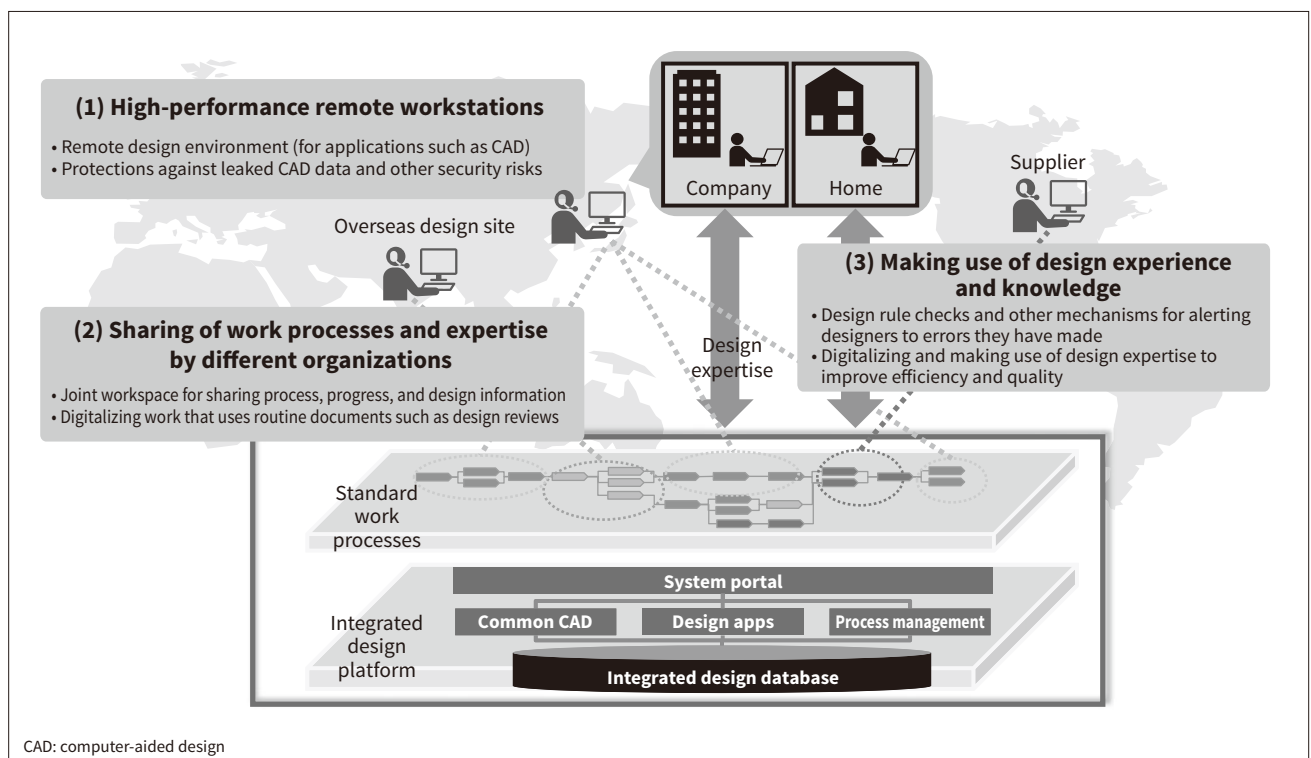 (1) High-performance remote workstations
• Remote design environment (for applications such as CAD)
• Protections against leaked CAD data and other security risks
Company
Home
Supplier
Overseas design site
(2) Sharing of work processes and expertise
by different organizations
• Joint workspace for sharing process, progress, and design information
• Digitalizing work that uses routine documents such as design reviews
Design
expertise
(3) Making use of design experience
and knowledge
• Design rule checks and other mechanisms for alerting
designers to errors they have made
• Digitalizing and making use of design expertise to
improve efficiency and quality
Standard
work
processes
Integrated
design
platform
System portal
Common CAD
Design apps
Process management
Integrated design database
CAD: computer-aided design